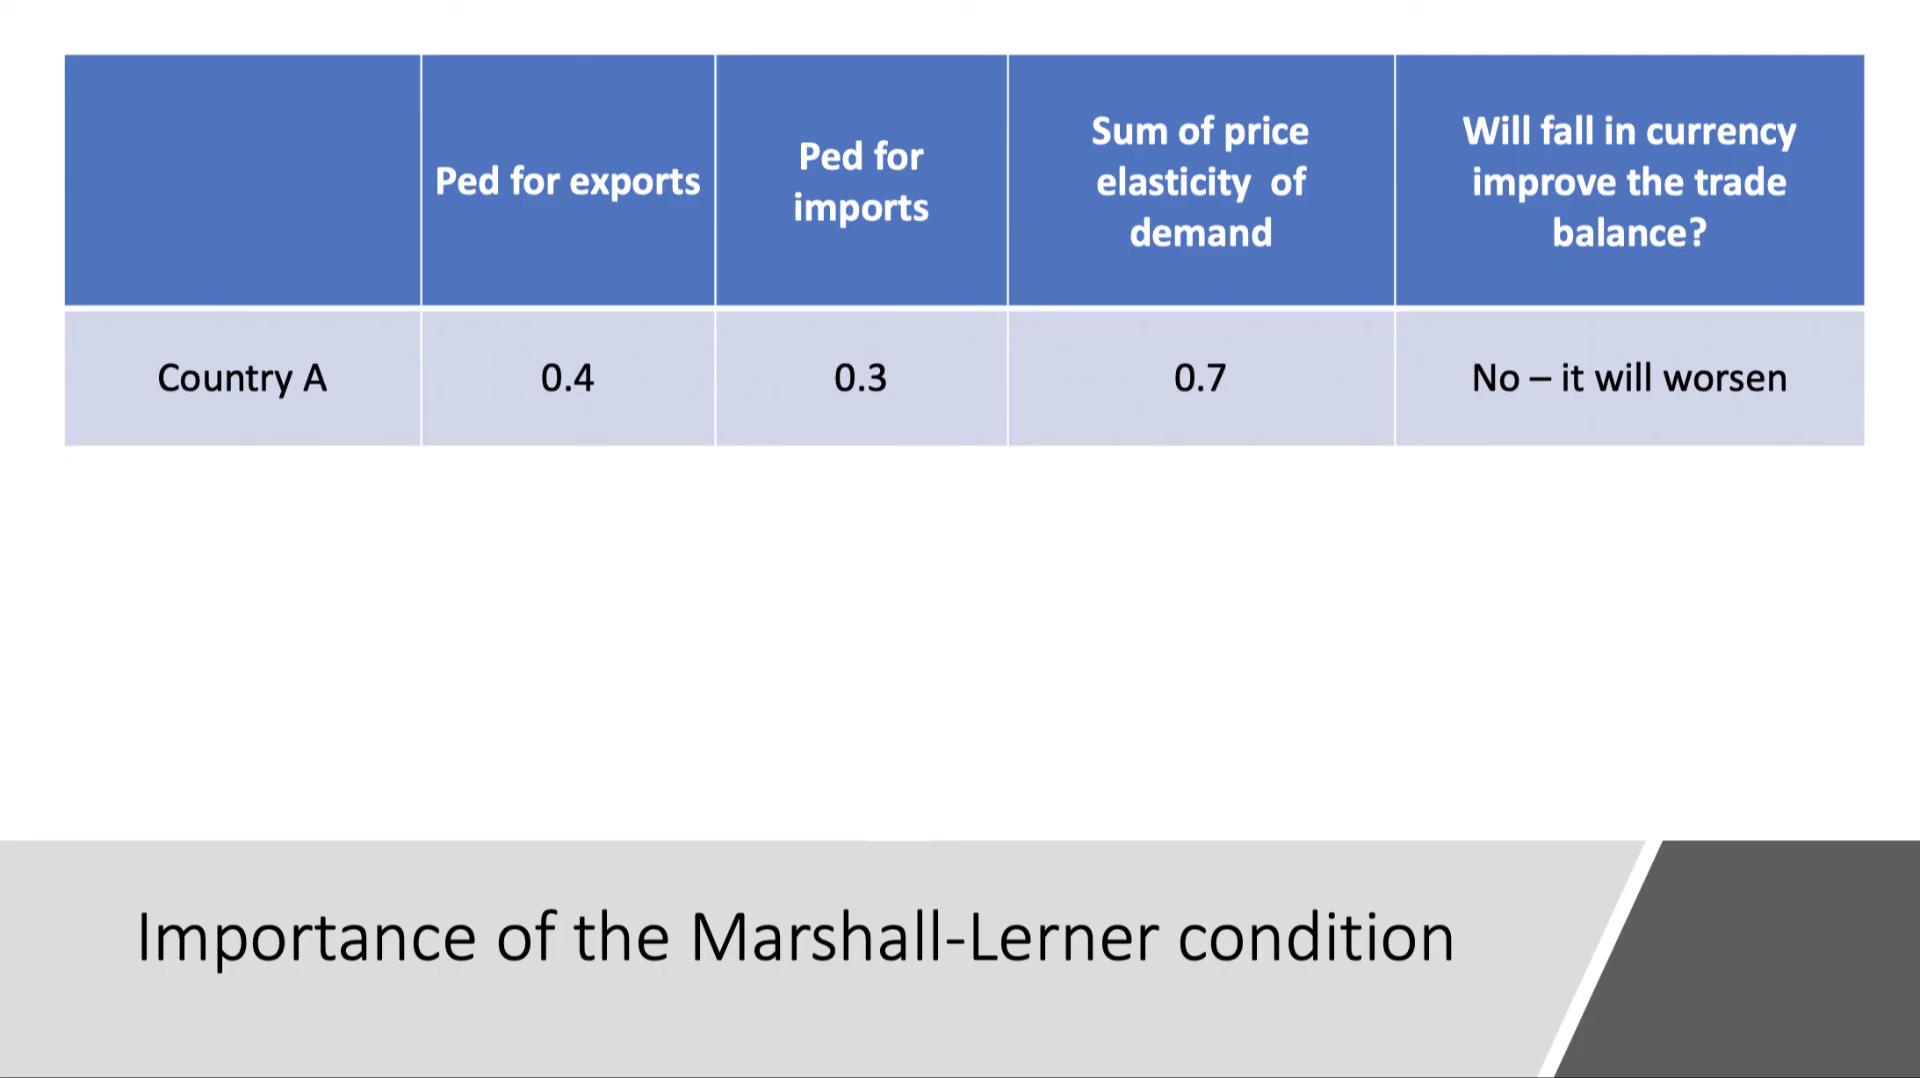 Ped for exports
Ped for
imports
Sum of price
elasticity of
demand
Will fall in currency
improve the trade
balance?
Country A
0.4
0.3
0.7
No – it will worsen
Importance of the Marshall-Lerner condition